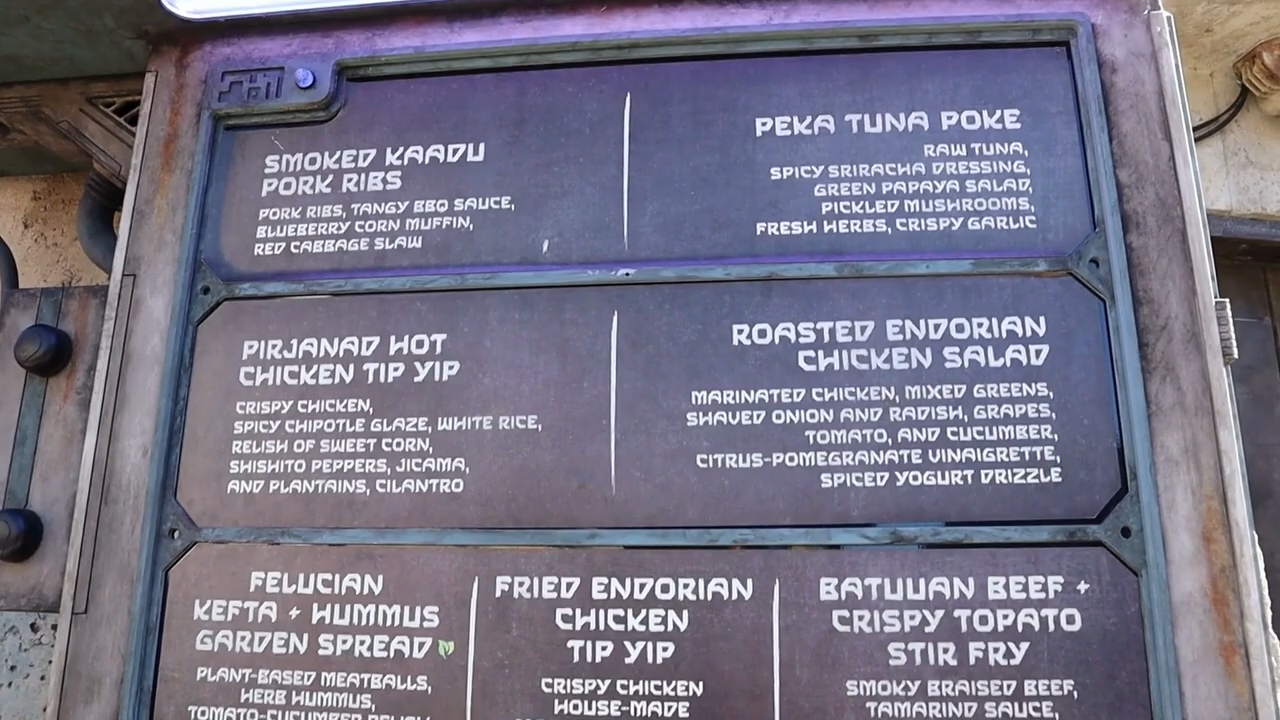 SMOKED KAADU
PORK RIBS
PORK RIBS, TANGY BBQ SAUCE,
BLUEBERRY CORN MUFFIN,
RED CABBAGE SLAW
PEKA TUNA POKE
RAW TUNA,
SPICY SRIRACHA DRESSING,
GREEN PAPAYA SALAD,
PICKLED MUSHROOMS,
FRESH HERBS, CRISPY GARLIC
PIRJANAD HOT
CHICKEN TIP YIP
CRISPY CHICKEN,
SPICY CHIPOTLE GLAZE, WHITE RICE,
RELISH OF SWEET CORN,
SHISHITO PEPPERS, JICAMA,
AND PLANTAINS, CILANTRO
ROASTED ENDORIAN
CHICKEN SALAD
MARINATED CHICKEN, MIXED GREENS,
SHAVED ONION AND RADISH, GRAPES,
TOMATO, AND CUCUMBER,
CITRUS-POMEGRANATE VINAIGRETTE,
SPICED YOGURT DRIZZLE
FELUCIAN
KEFTA + HUMMUS
GARDEN SPREAD
PLANT-BASED MEATBALLS,
HERB HUMMUS,
TOMATO-CUCUMBER RELISH,
FRIED ENDORIAN
CHICKEN
TIP YIP
CRISPY CHICKEN
HOUSE-MADE
BATUUAN BEEF +
CRISPY TOPATO
STIR FRY
SMOKY BRAISED BEEF,
TAMARIND SAUCE,